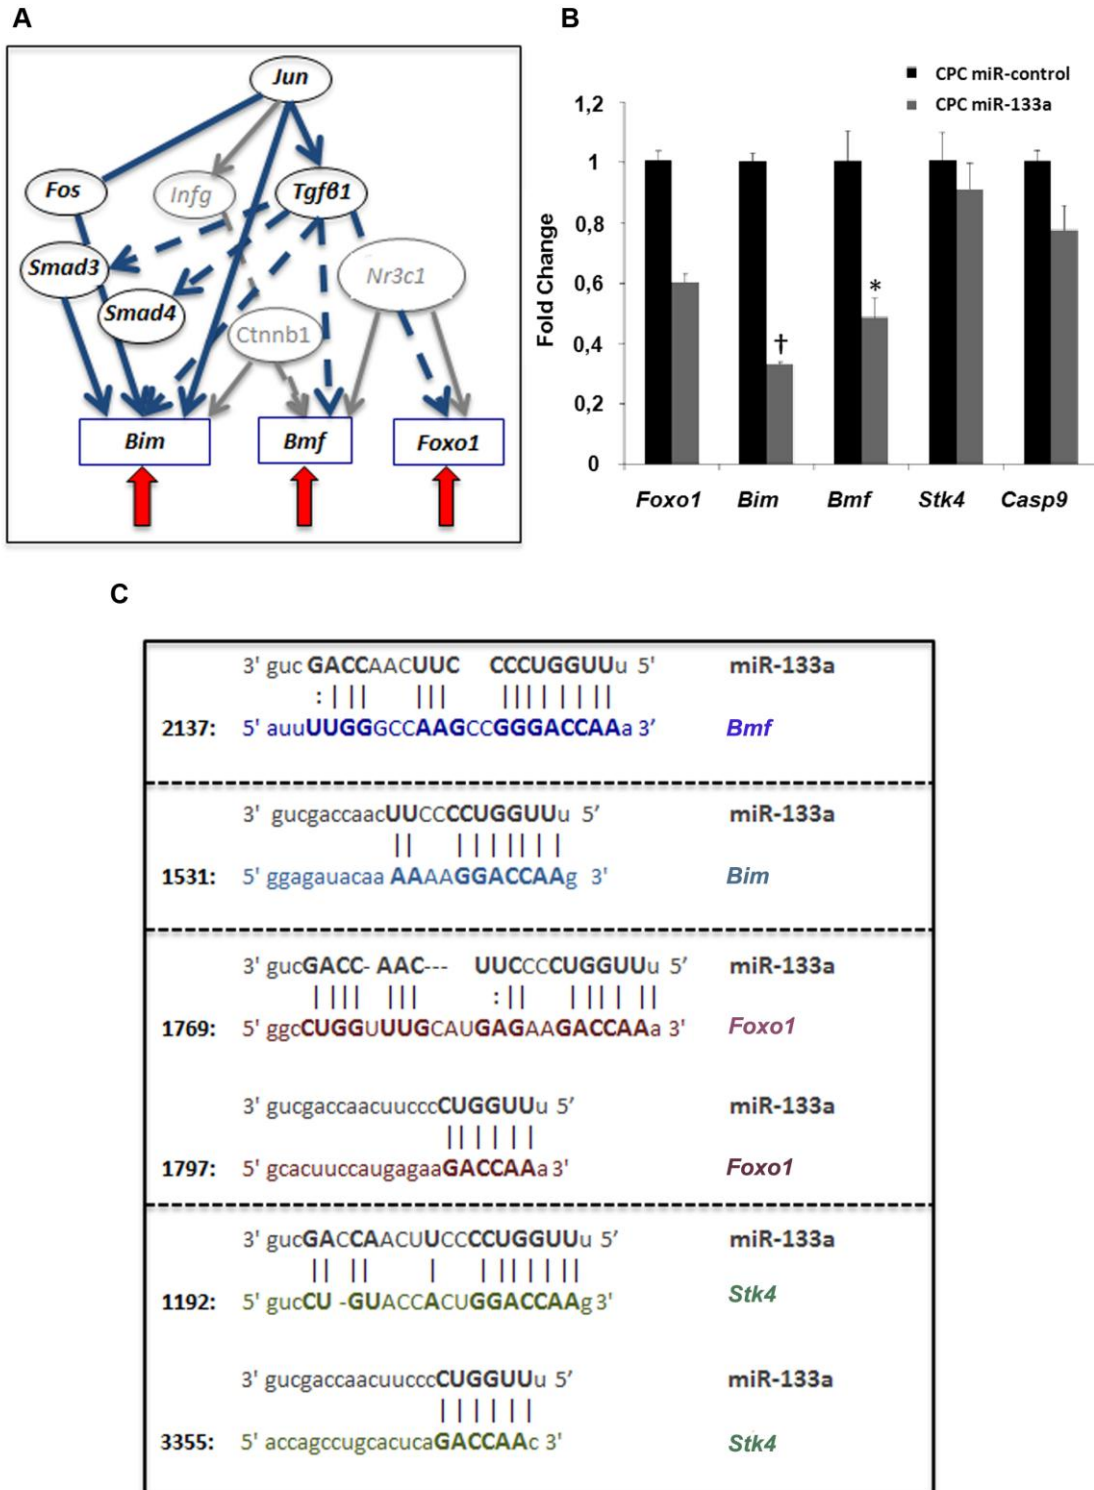 A
Jun
Fos
Infg
Tgfβ1
Smad3
Nr3c1
Smad4
Ctnnb1
Bim
Bmf
Foxo1
B
CPC miR-control
CPC miR-133a
Fold Change
1,2
1
0,8
0,6
0,4
0,2
0
†
*
Foxo1 Bim Bmf Stk4 Casp9
C
3' guc GACCAACUUC CCCUGGUUu 5' miR-133a
: | | | | | | | | | | | | | |
2137: 5' auuUUGGGCCAAGCCGGGACCAAa 3' Bmf
3' gucgaccaacUUCCCCUGGUUu 5' miR-133a
| | | | | | | | |
1531: 5' ggagauacaa AAAAGGACCAAg 3' Bim
3' gucGACC- AAC--- UUCCCCUGGUUu 5' miR-133a
| | | | | | | : | | | | | | | |
1769: 5' ggcCUGGUUUGCAUGAGAAGACCAAa 3' Foxo1
3' gucgaccaacuucccCUGGUUu 5' miR-133a
| | | | | |
1797: 5' gcacuuccaugagaaGACCAAa 3' Foxo1
3' gucGACCAACUUCCCCUGGUUu 5' miR-133a
| | | | | | | | | | | |
1192: 5' gucCU -GUACCACUGGACCAAg 3' Stk4
3' gucgaccaacuucccCUGGUUu 5' miR-133a
| | | | | |
3355: 5' accagccugcacucaGACCAAc 3' Stk4